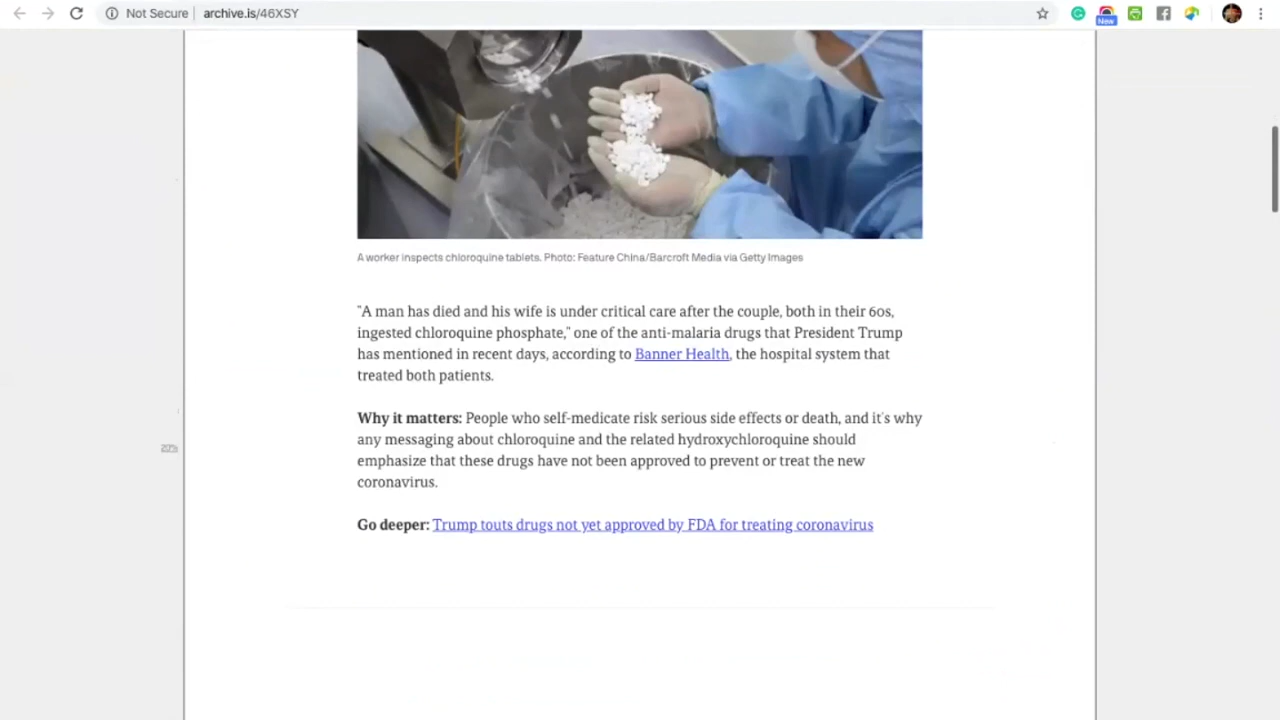 Not Secure | archive.is/46XSY
New
A worker inspects chloroquine tablets. Photo: Feature China/Barcroft Media via Getty Images
"A man has died and his wife is under critical care after the couple, both in their 60s,
ingested chloroquine phosphate," one of the anti-malaria drugs that President Trump
has mentioned in recent days, according to Banner Health, the hospital system that
treated both patients.
Why it matters: People who self-medicate risk serious side effects or death, and it's why
any messaging about chloroquine and the related hydroxychloroquine should
emphasize that these drugs have not been approved to prevent or treat the new
coronavirus.
20%
Go deeper: Trump touts drugs not yet approved by FDA for treating coronavirus